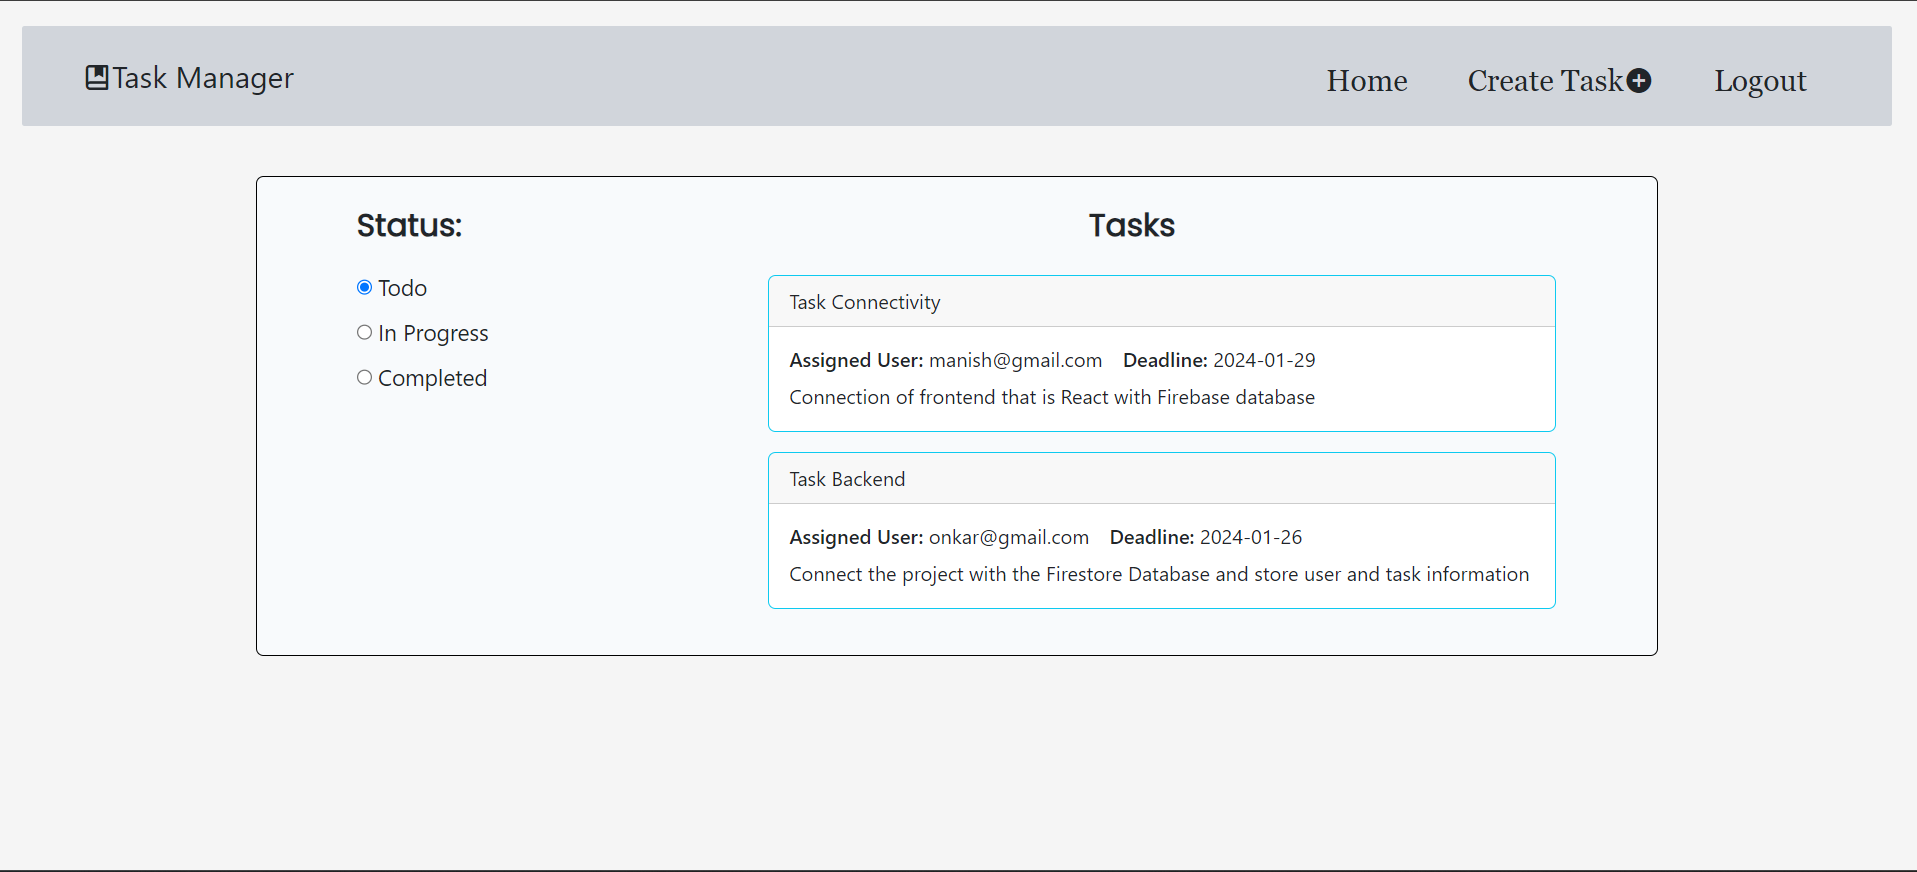 Task Manager
Home Create Task Logout
Status:
Todo
In Progress
Completed
Tasks
Task Connectivity
Assigned User: manish@gmail.com Deadline: 2024-01-29
Connection of frontend that is React with Firebase database
Task Backend
Assigned User: onkar@gmail.com Deadline: 2024-01-26
Connect the project with the Firestore Database and store user and task information